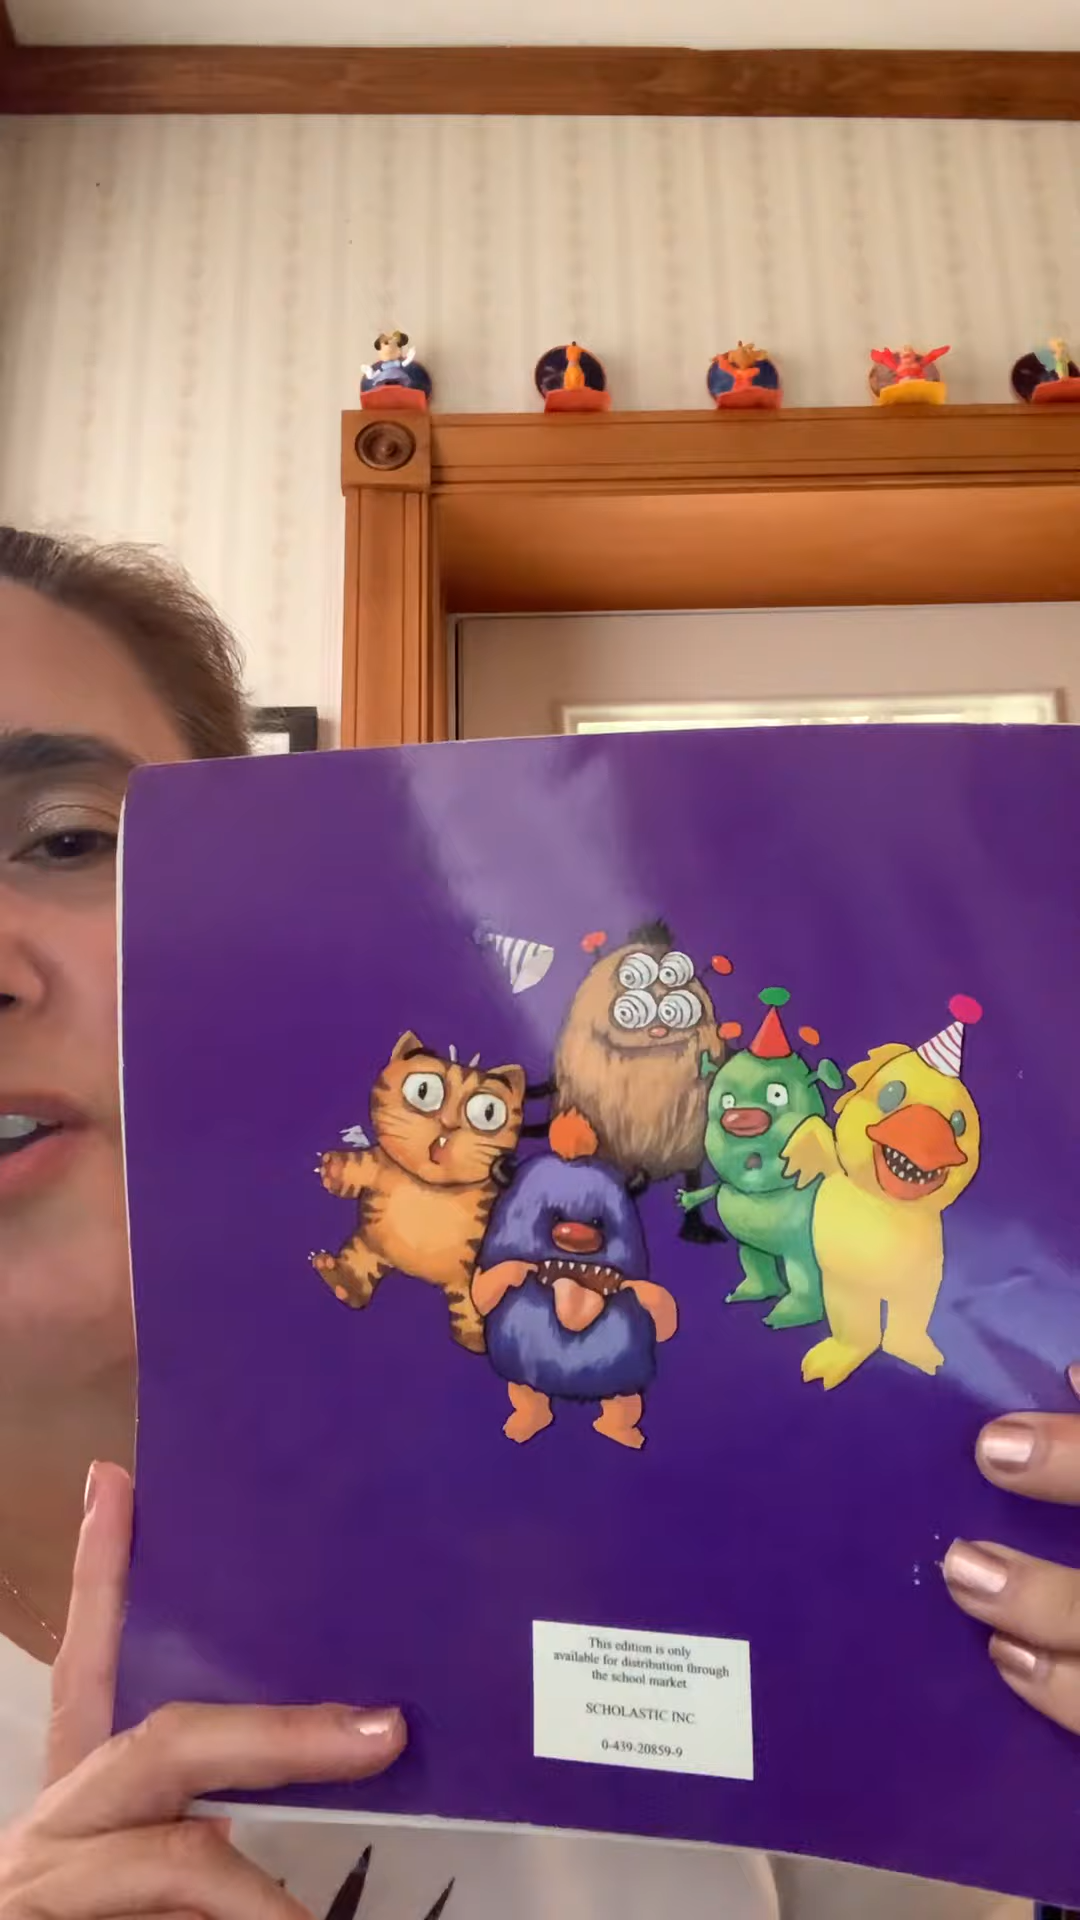 This edition is only
available for distribution through
the school market
SCHOLASTIC INC
0-439-20859-9